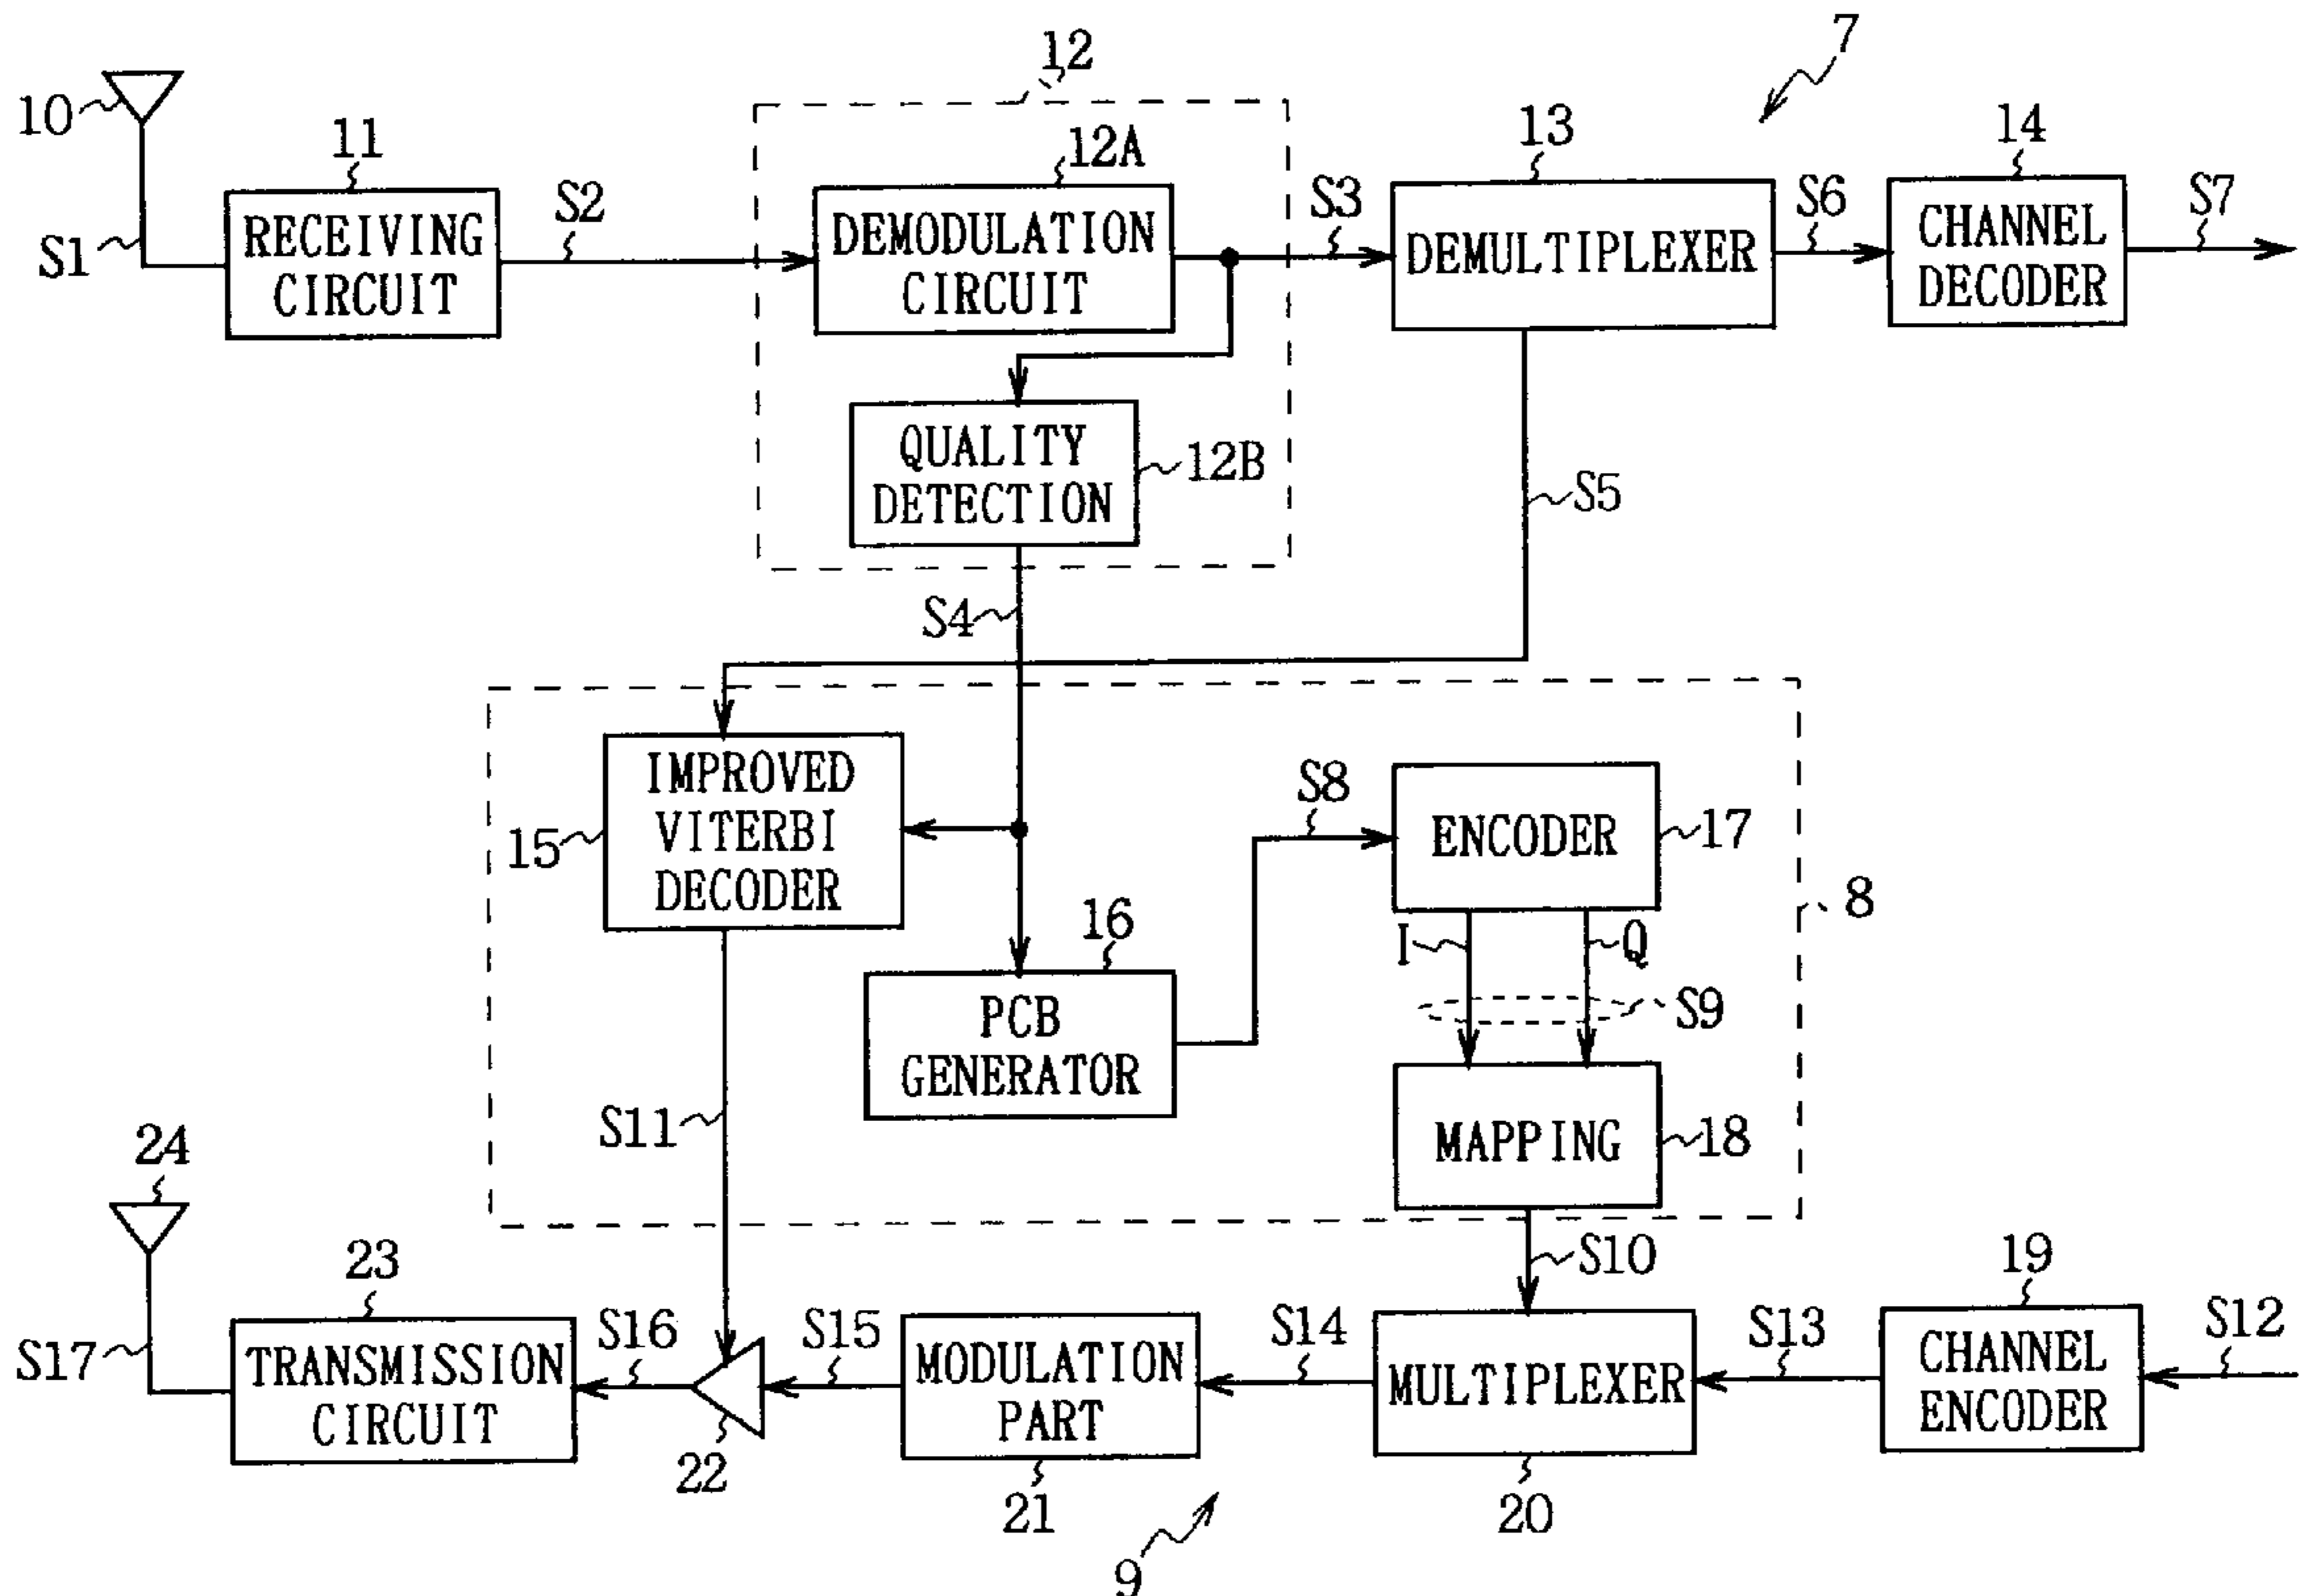 7
12
10
11
12A
13
14
S1
RECEIVING
CIRCUIT
S2
DEMODULATION
CIRCUIT
S3
DEMULTIPLEXER
S6
CHANNEL
DECODER
S7
QUALITY
DETECTION
12B
S5
S4
IMPROVED
VITERBI
DECODER
15
S8
ENCODER
17
8
16
I
Q
PCB
GENERATOR
S9
S11
MAPPING
18
24
S10
23
19
S17
TRANSMISSION
CIRCUIT
S16
22
S15
MODULATION
PART
21
S14
MULTIPLEXER
20
S13
CHANNEL
ENCODER
S12
9